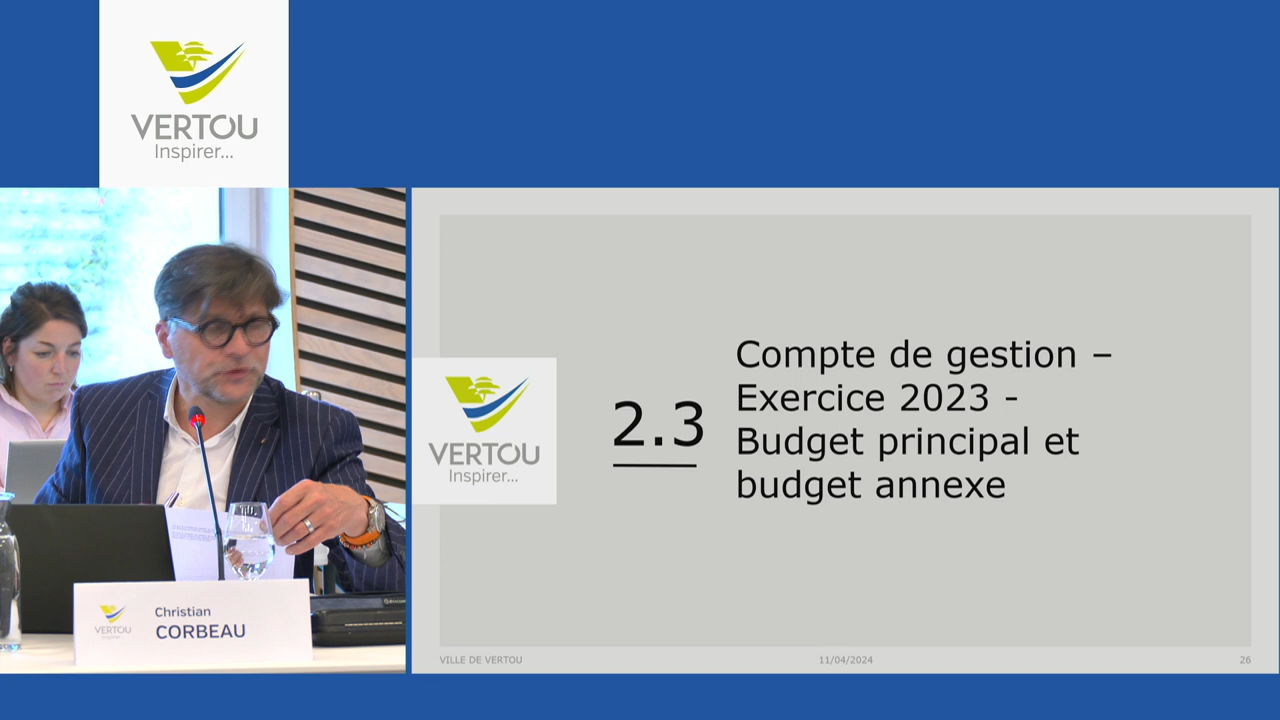 VERTOU
Inspirer...
VERTOU
Inspirer...
2.3
Compte de gestion –
Exercice 2023 -
Budget principal et
budget annexe
VERTOU
Christian
CORBEAU
VILLE DE VERTOU
11/04/2024
26